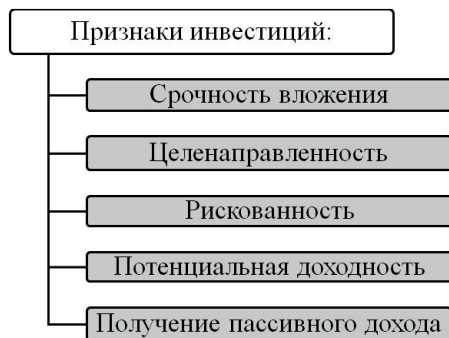 Признаки инвестиций:
Срочность вложения
Целенаправленность
Рискованность
Потенциальная доходность
Получение пассивного дохода